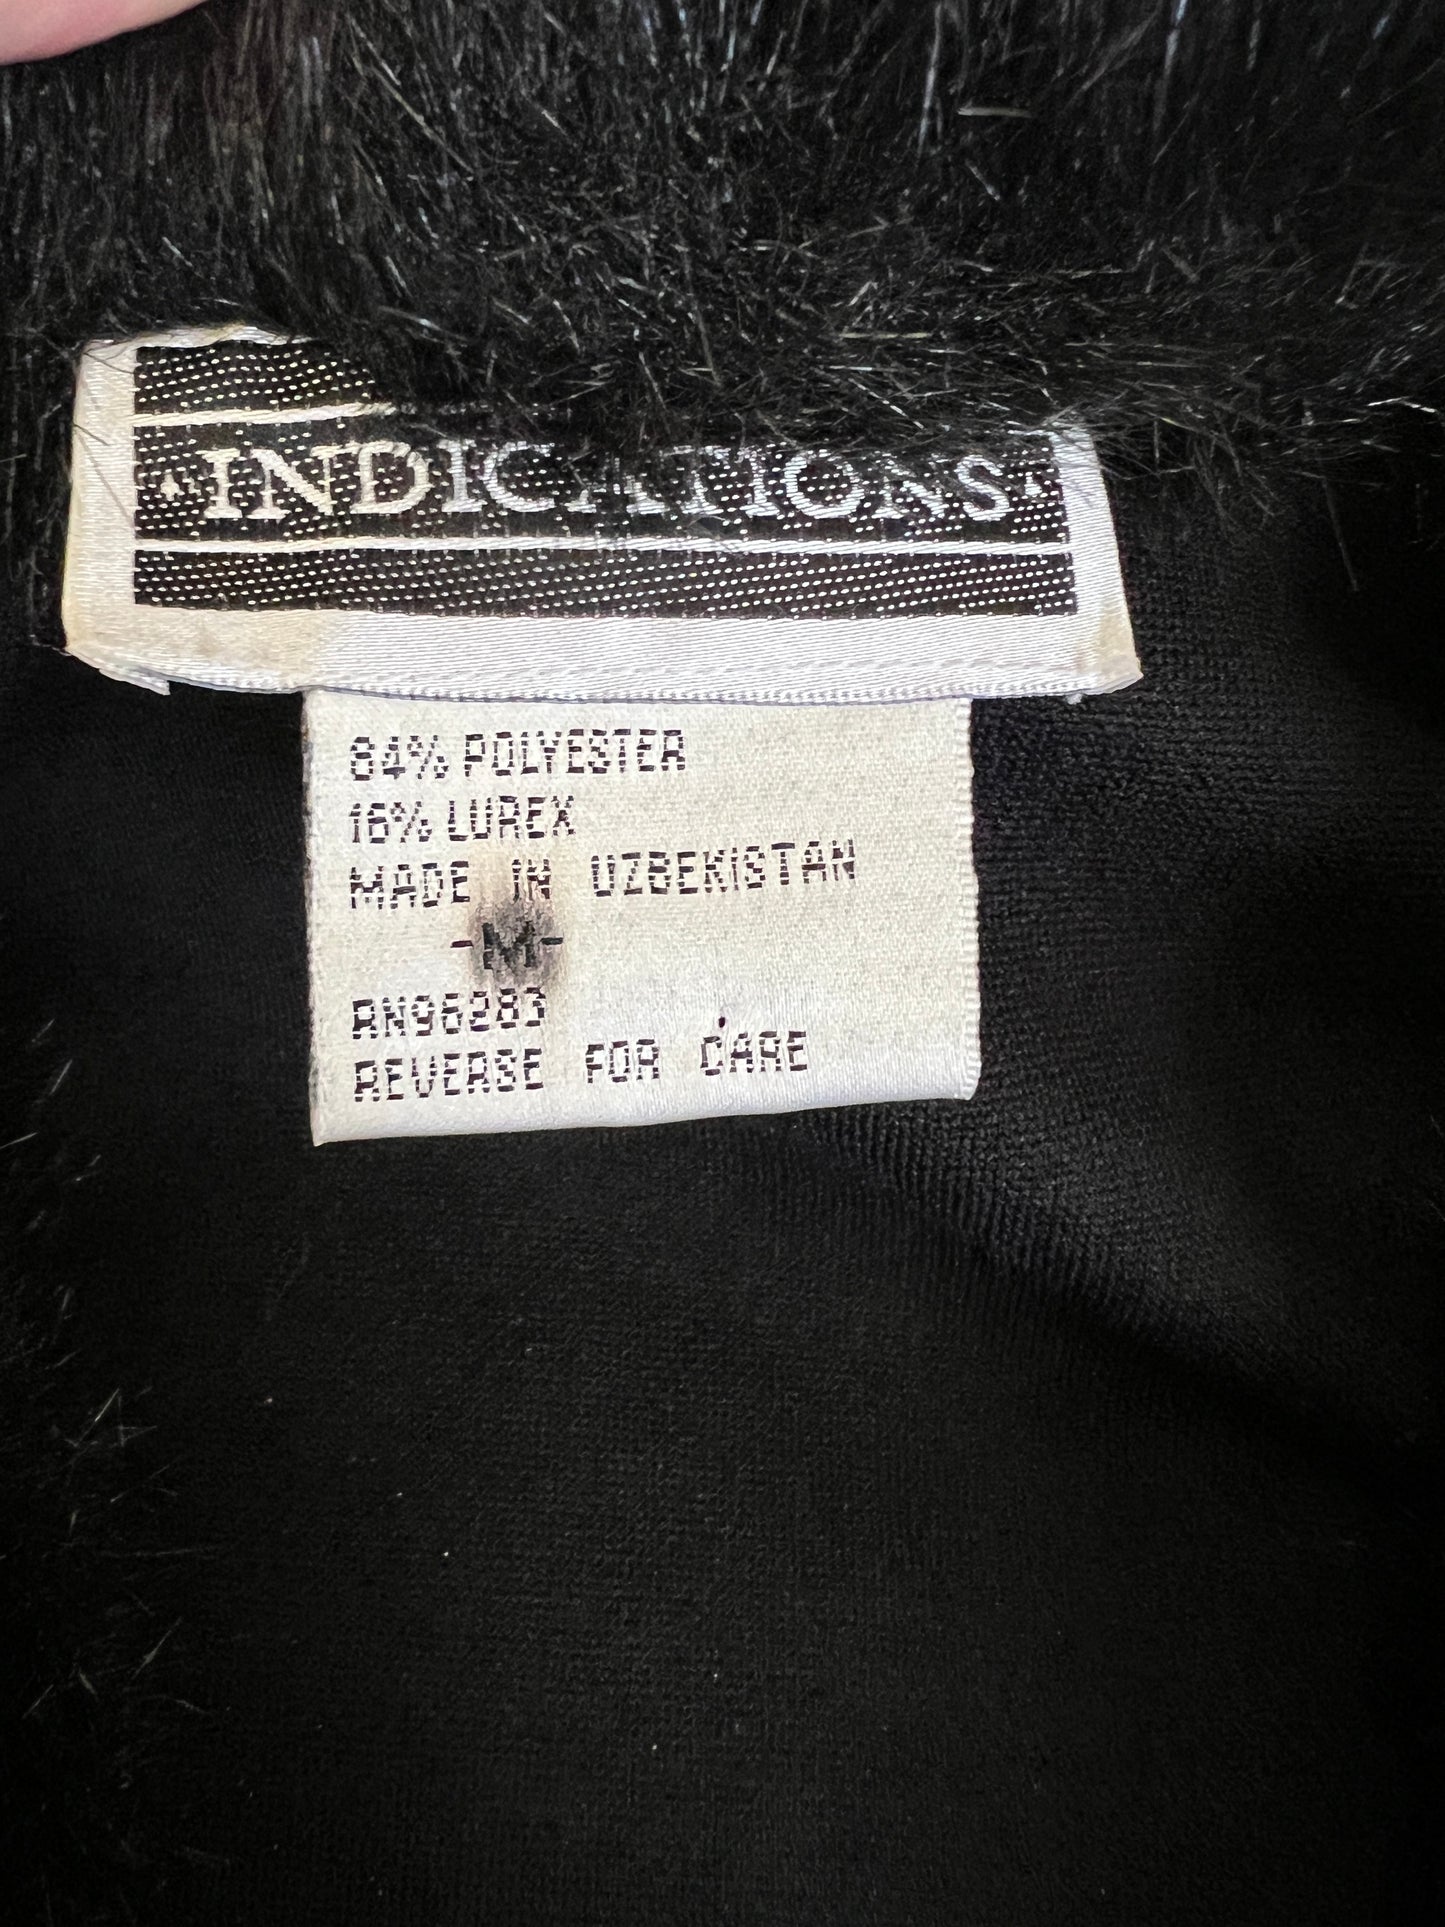 ·INDICATIONS·
84% POLYESTER
16% LUREX
MADE IN UZBEKISTAN
-M-
RN96283
REVERSE FOR CARE